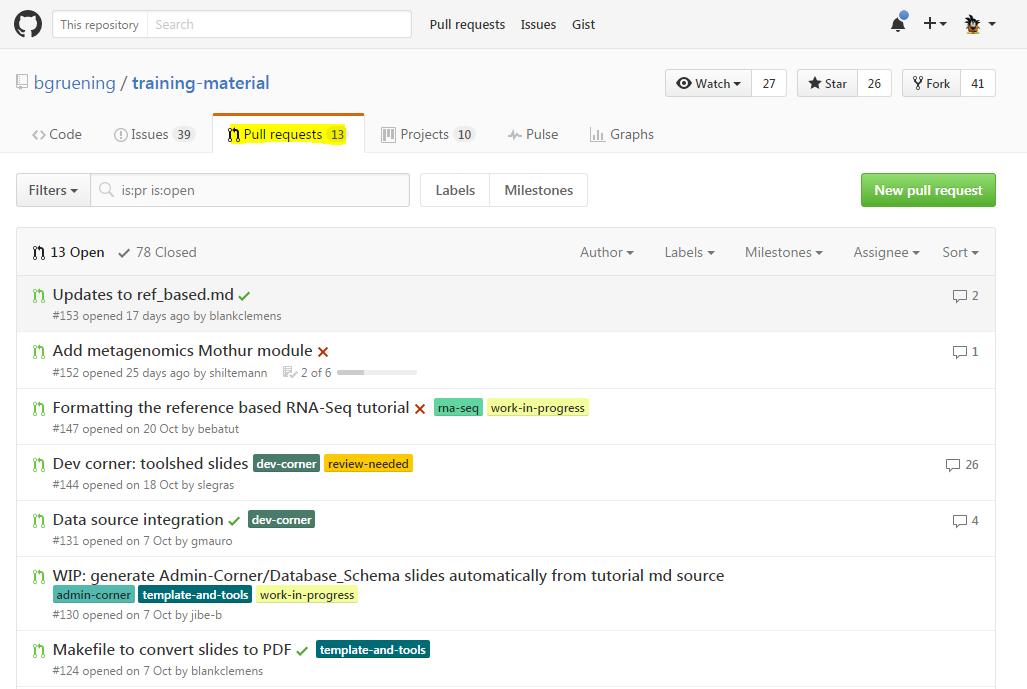 This repository Search Pull requests Issues Gist
bgruening / training-material Watch 27 Star 26 Fork 41
Code Issues 39 Pull requests 13 Projects 10 Pulse Graphs
Filters is:pr is:open Labels Milestones New pull request
13 Open 78 Closed Author Labels Milestones Assignee Sort
Updates to ref_based.md 2
#153 opened 17 days ago by blankclemens
Add metagenomics Mothur module 1
#152 opened 25 days ago by shiltemann 2 of 6
Formatting the reference based RNA-Seq tutorial rna-seq work-in-progress
#147 opened on 20 Oct by bebatut
Dev corner: toolshed slides dev-corner review-needed 26
#144 opened on 18 Oct by slegras
Data source integration dev-corner 4
#131 opened on 7 Oct by gmauro
WIP: generate Admin-Corner/Database_Schema slides automatically from tutorial md source
admin-corner template-and-tools work-in-progress
#130 opened on 7 Oct by jibe-b
Makefile to convert slides to PDF template-and-tools
#124 opened on 7 Oct by blankclemens